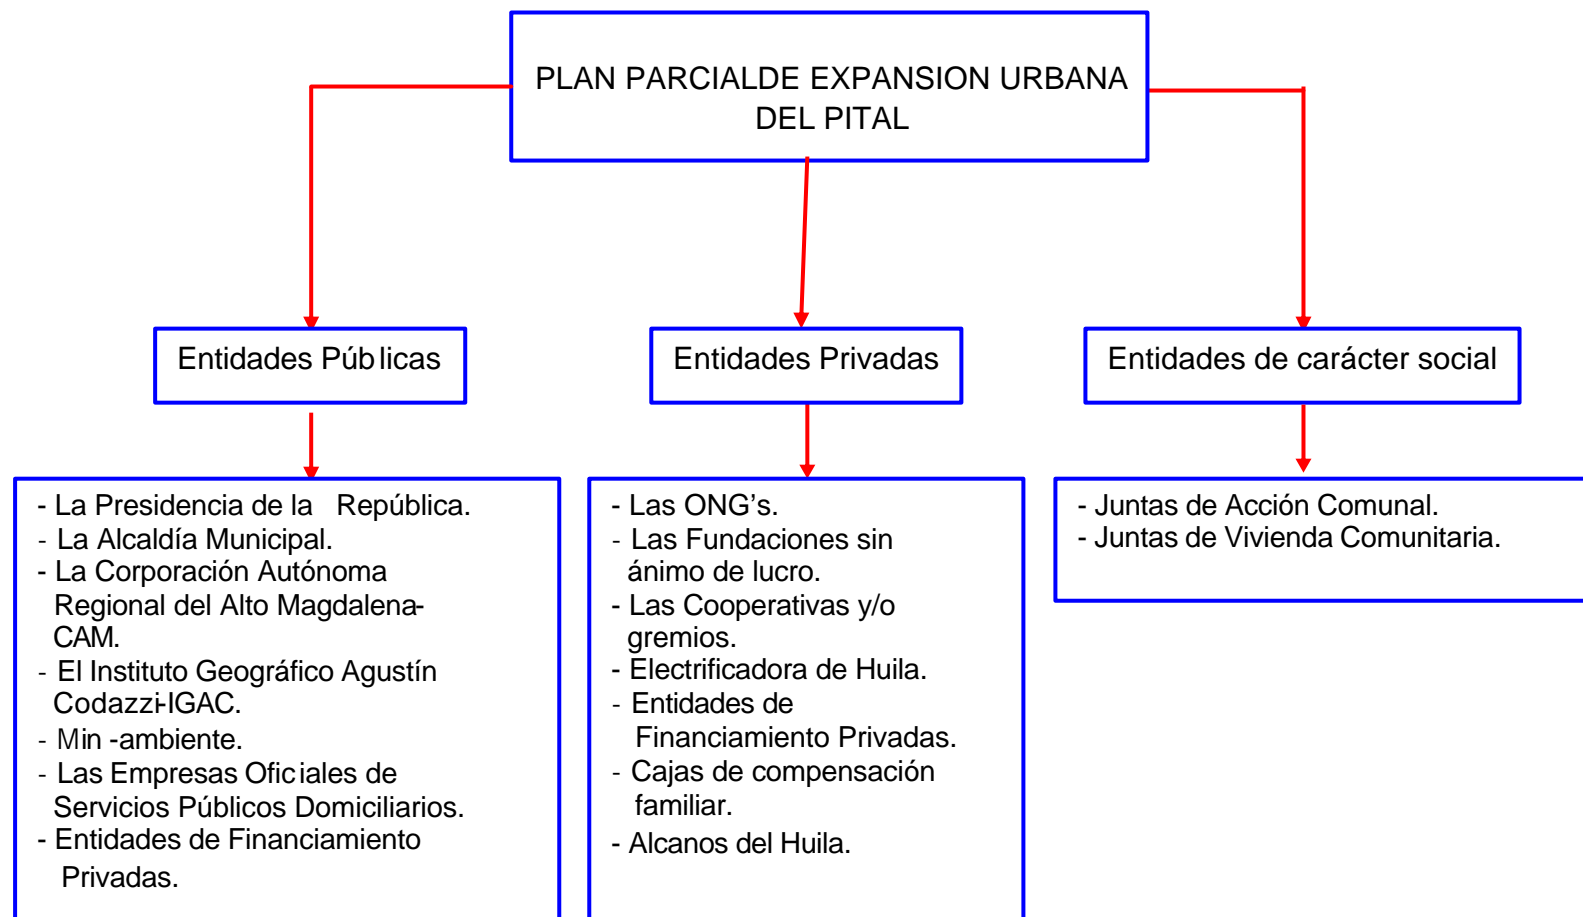 PLAN PARCIALDE EXPANSION URBANA
DEL PITAL
Entidades Públicas
Entidades Privadas
Entidades de carácter social
- La Presidencia de la República.
- La Alcaldía Municipal.
- La Corporación Autónoma
Regional del Alto Magdalena-
CAM.
- El Instituto Geográfico Agustín
Codazzi-IGAC.
- Min -ambiente.
- Las Empresas Oficiales de
Servicios Públicos Domiciliarios.
- Entidades de Financiamiento
Privadas.
- Las ONG’s.
- Las Fundaciones sin
ánimo de lucro.
- Las Cooperativas y/o
gremios.
- Electrificadora de Huila.
- Entidades de
Financiamiento Privadas.
- Cajas de compensación
familiar.
- Alcanos del Huila.
- Juntas de Acción Comunal.
- Juntas de Vivienda Comunitaria.